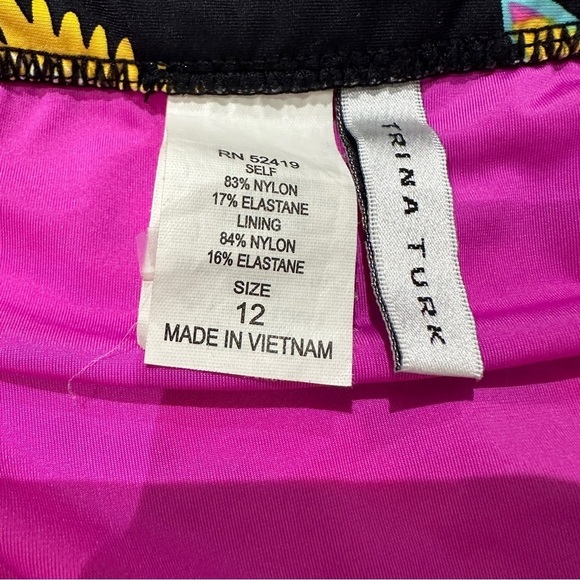 RN 52419
SELF
83% NYLON
17% ELASTANE
LINING
84% NYLON
16% ELASTANE
SIZE
12
MADE IN VIETNAM
TRINA TURK